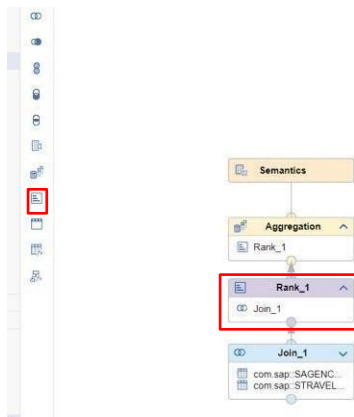 Semantics
Aggregation
Rank_1
Rank_1
Join_1
Join_1
com.sap::SAGENC...
com.sap::STRAVEL...